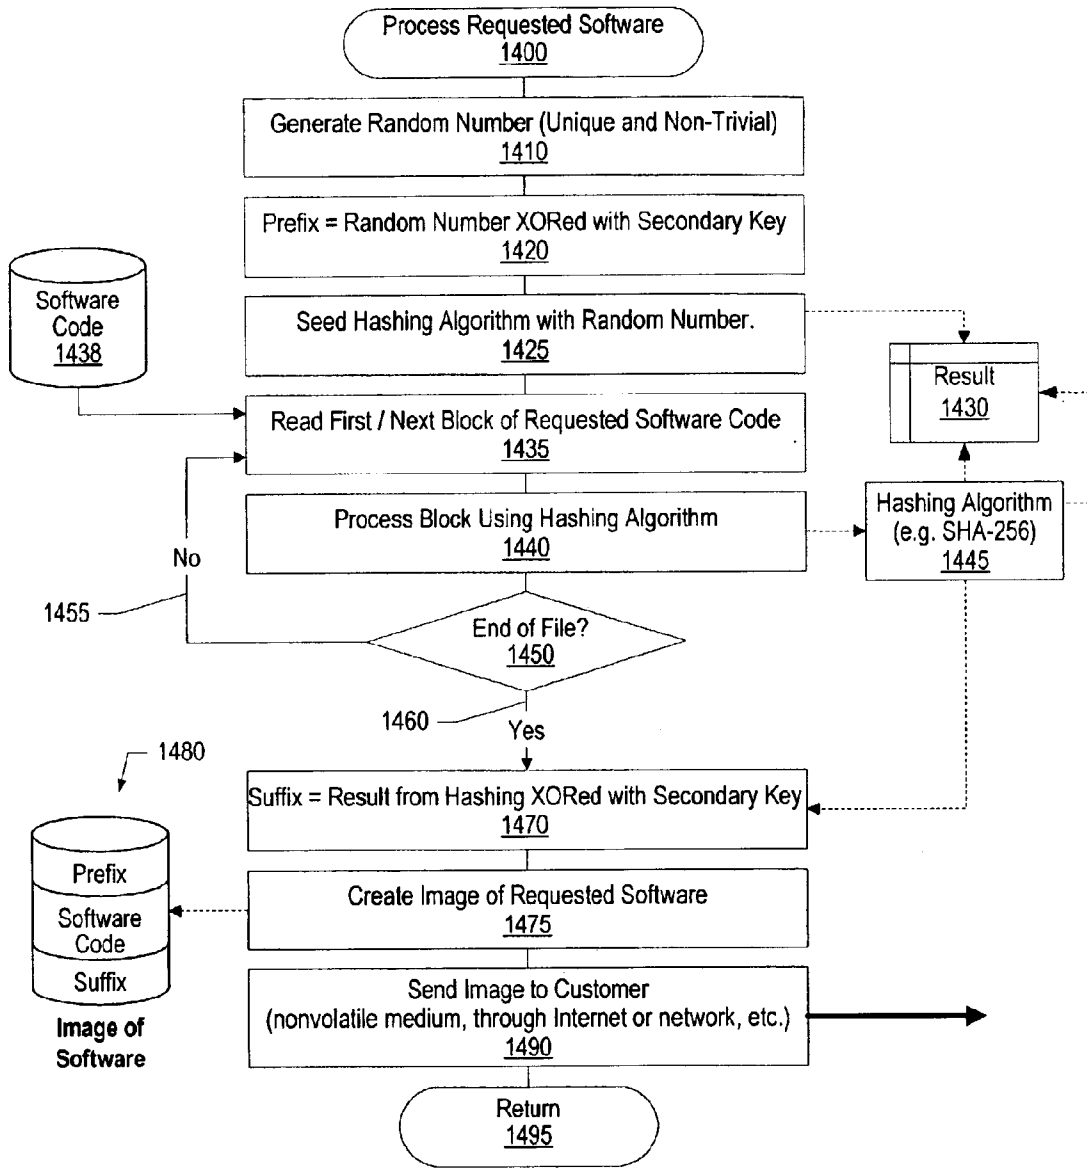 Process Requested Software
1400
Generate Random Number (Unique and Non-Trivial)
1410
Prefix = Random Number XORed with Secondary Key
1420
Software
Code
1438
Seed Hashing Algorithm with Random Number.
1425
Result
1430
Read First / Next Block of Requested Software Code
1435
Process Block Using Hashing Algorithm
1440
Hashing Algorithm
(e.g. SHA-256)
1445
No
1455
End of File?
1450
1460
Yes
1480
Suffix = Result from Hashing XORed with Secondary Key
1470
Prefix
Software
Code
Suffix
Image of
Software
Create Image of Requested Software
1475
Send Image to Customer
(nonvolatile medium, through Internet or network, etc.)
1490
Return
1495